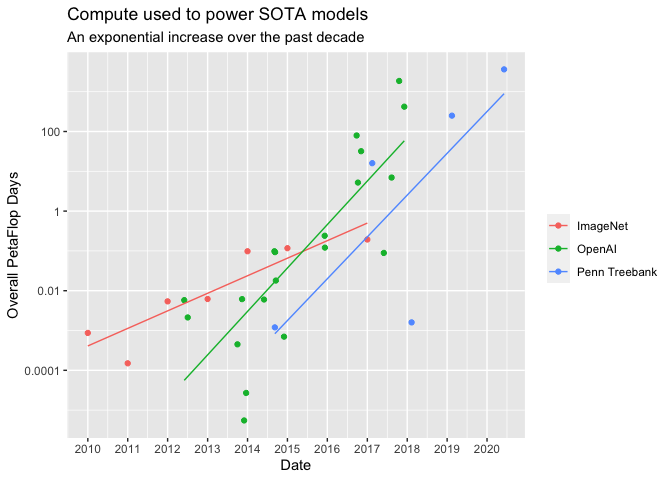 Compute used to power SOTA models
An exponential increase over the past decade
Overall PetaFlop Days
100
1
0.01
0.0001
2010 2011 2012 2013 2014 2015 2016 2017 2018 2019 2020
Date
ImageNet
OpenAI
Penn Treebank